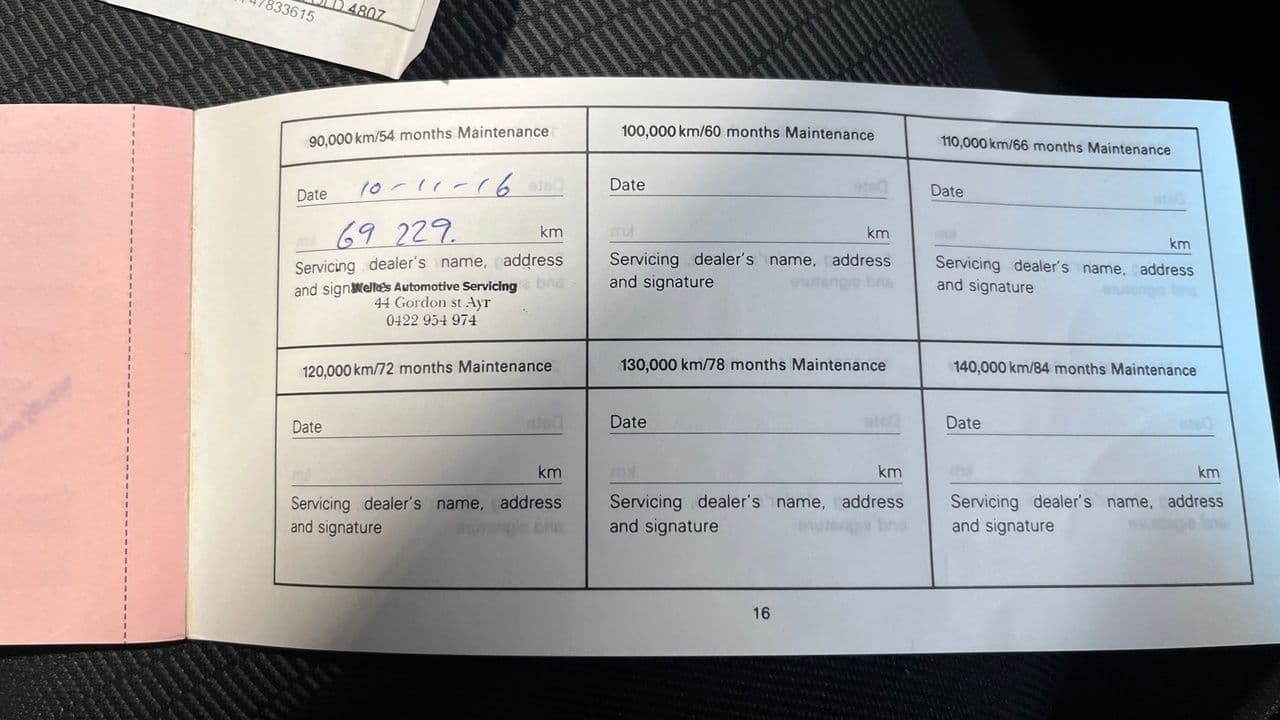 47833615
QLD 4807
90,000 km/54 months Maintenance
Date 10-11-16
69 229. km
Servicing dealer's name, address
and sign
Welle's Automotive Servicing
44 Gordon st Ayr
0422 954 974
100,000 km/60 months Maintenance
Date
km
Servicing dealer's name, address
and signature
110,000 km/66 months Maintenance
Date
km
Servicing dealer's name, address
and signature
120,000 km/72 months Maintenance
Date
km
Servicing dealer's name, address
and signature
130,000 km/78 months Maintenance
Date
km
Servicing dealer's name, address
and signature
140,000 km/84 months Maintenance
Date
km
Servicing dealer's name, address
and signature
16